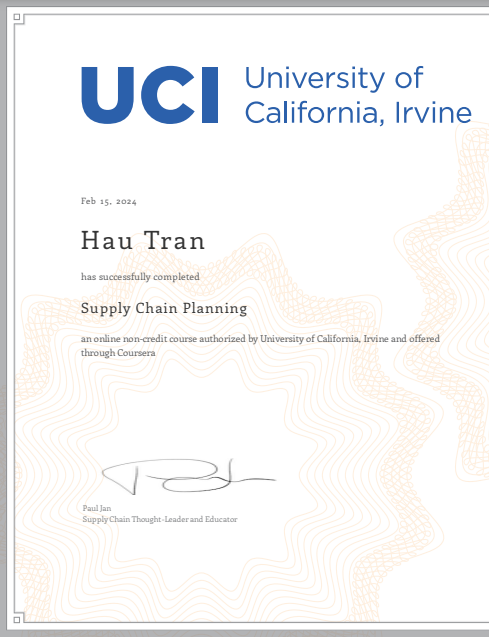 UCI University of
California, Irvine
Feb 15, 2024
Hau Tran
has successfully completed
Supply Chain Planning
an online non-credit course authorized by University of California, Irvine and offered
through Coursera
Paul Jan
Supply Chain Thought-Leader and Educator